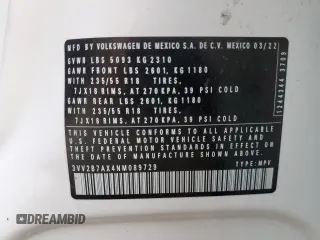 MFD BY VOLKSWAGEN DE MEXICO S.A. DE C.V. MEXICO 03/22
GVWR LBS 5093 KG 2310
GAWR FRONT LBS 2601, KG 1180
WITH 235/55 R18 TIRES,
7JX18 RIMS, AT 270 KPA, 39 PSI COLD
GAWR REAR LBS 2601, KG 1180
WITH 235/55 R18 TIRES,
7JX18 RIMS, AT 270 KPA, 39 PSI COLD
THIS VEHICLE CONFORMS TO ALL APPLICABLE
U.S. FEDERAL MOTOR VEHICLE SAFETY AND
THEFT PREVENTION STANDARDS IN EFFECT ON
THE DATE OF MANUFACTURE SHOWN ABOVE.
3VV2B7AX4NM089729 TYPE: MPV
12444344 3709
DREAMBID